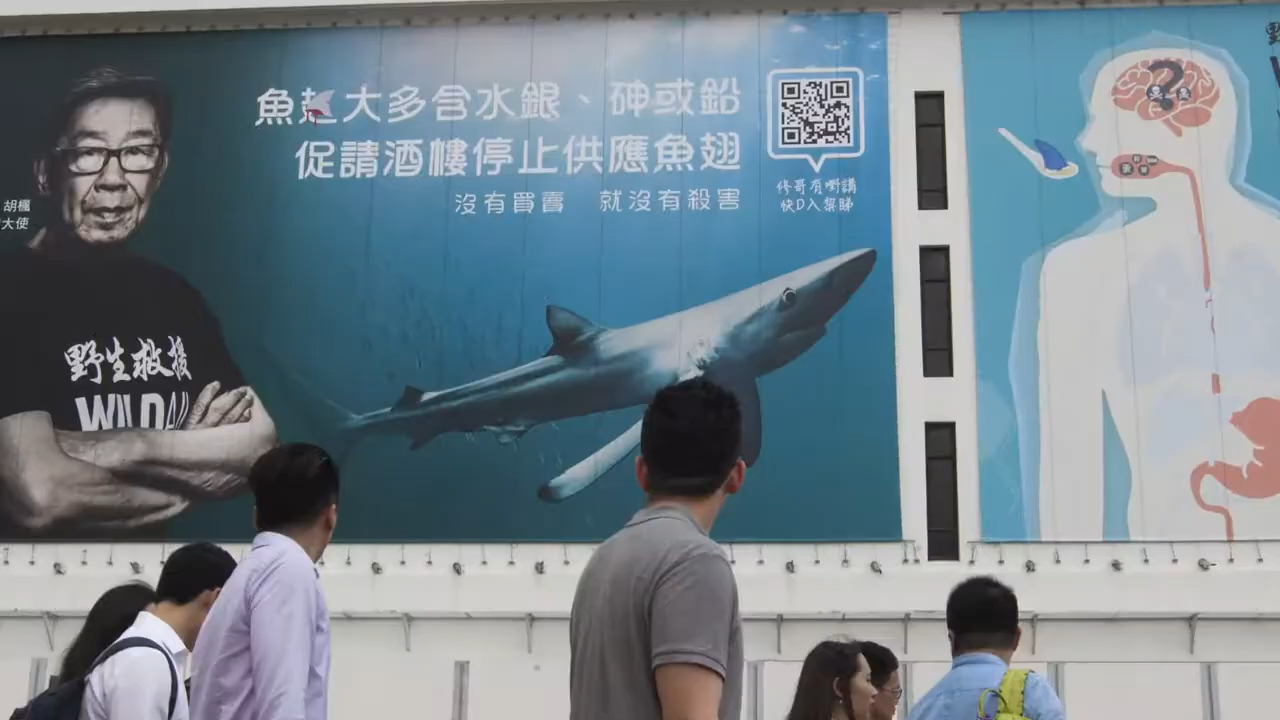 魚翅大多含水銀、砷或鉛
促請酒樓停止供應魚翅
沒有買賣 就沒有殺害
修哥有嘢講
快D入嚟睇
胡楓
大使
野生救援
WILDAI